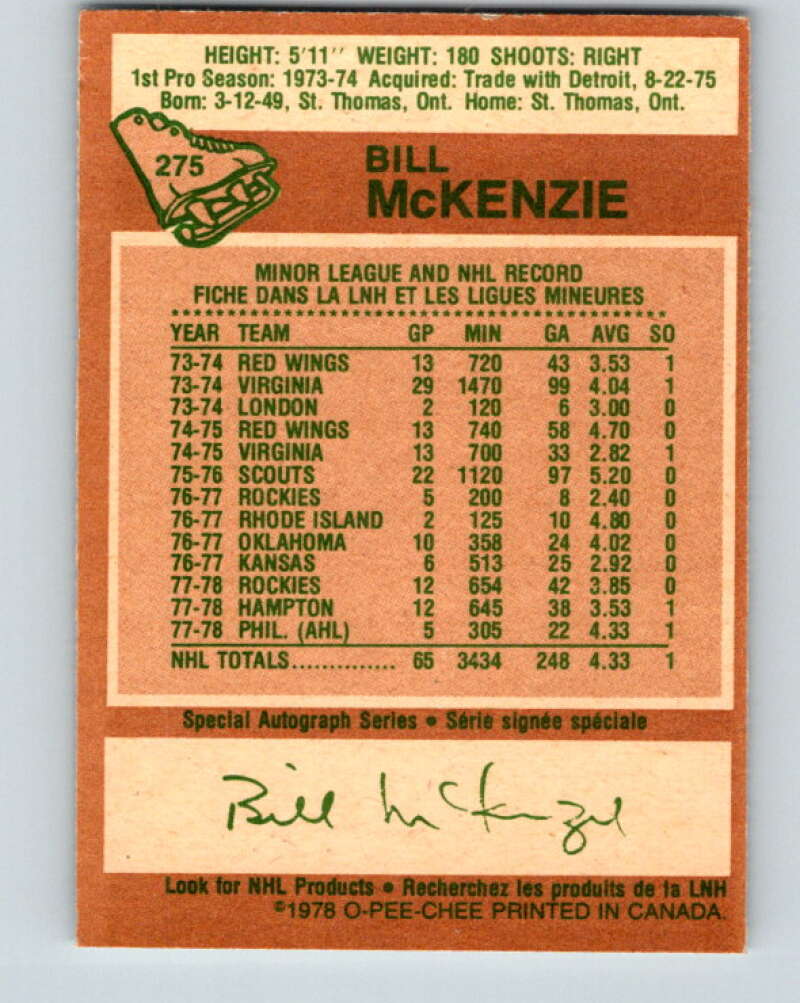 HEIGHT: 5'11'' WEIGHT: 180 SHOOTS: RIGHT
1st Pro Season: 1973-74 Acquired: Trade with Detroit, 8-22-75
Born: 3-12-49, St. Thomas, Ont. Home: St. Thomas, Ont.
275
BILL
McKENZIE
MINOR LEAGUE AND NHL RECORD
FICHE DANS LA LNH ET LES LIGUES MINEURES
YEAR TEAM GP MIN GA AVG SO
73-74 RED WINGS 13 720 43 3.53 1
73-74 VIRGINIA 29 1470 99 4.04 1
73-74 LONDON 2 120 6 3.00 0
74-75 RED WINGS 13 740 58 4.70 0
74-75 VIRGINIA 13 700 33 2.82 1
75-76 SCOUTS 22 1120 97 5.20 0
76-77 ROCKIES 5 200 8 2.40 0
76-77 RHODE ISLAND 2 125 10 4.80 0
76-77 OKLAHOMA 10 358 24 4.02 0
76-77 KANSAS 6 513 25 2.92 0
77-78 ROCKIES 12 654 42 3.85 0
77-78 HAMPTON 12 645 38 3.53 1
77-78 PHIL. (AHL) 5 305 22 4.33 1
NHL TOTALS.............. 65 3434 248 4.33 1
Special Autograph Series • Série signée spéciale
Bill McKenzie
Look for NHL Products • Recherchez les produits de la LNH
©1978 O-PEE-CHEE PRINTED IN CANADA.